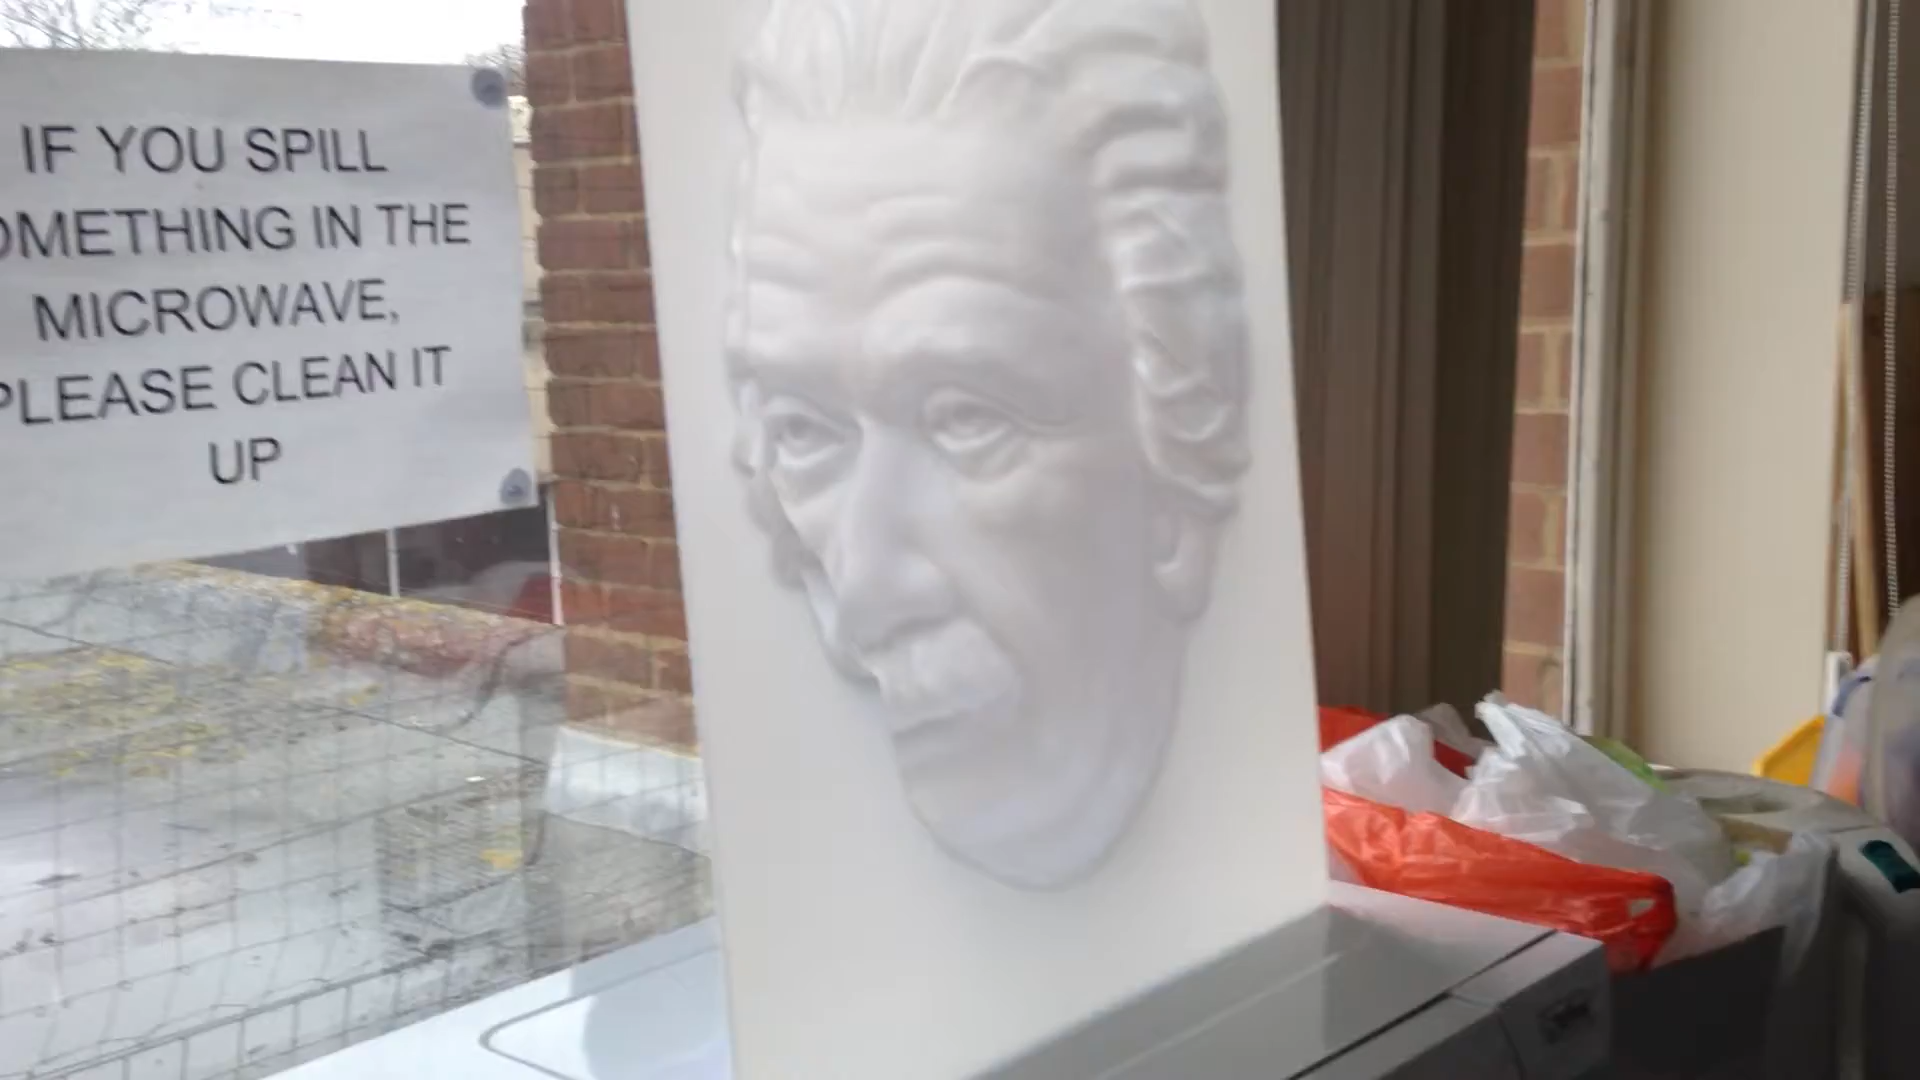 IF YOU SPILL
OMETHING IN THE
MICROWAVE,
PLEASE CLEAN IT
UP